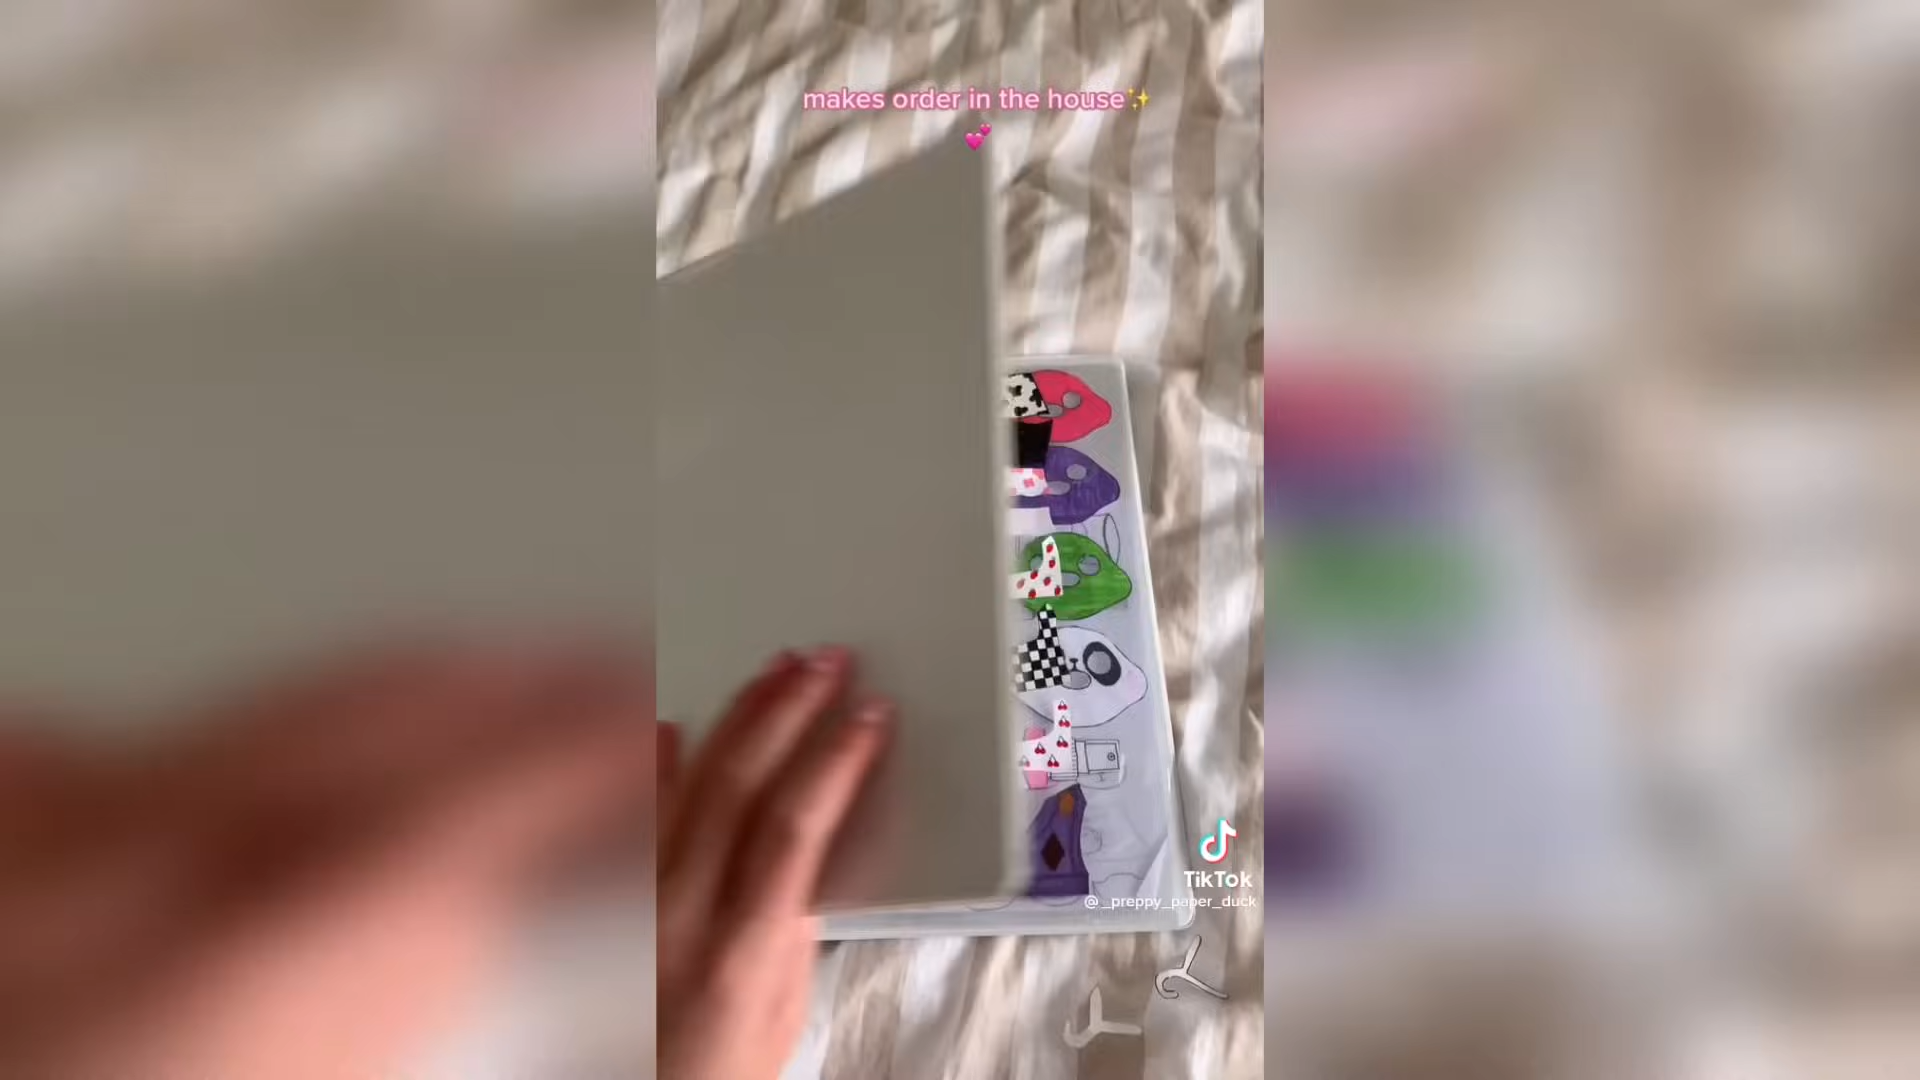 makes order in the house✨
💕
TikTok
@_preppy_paper_duck